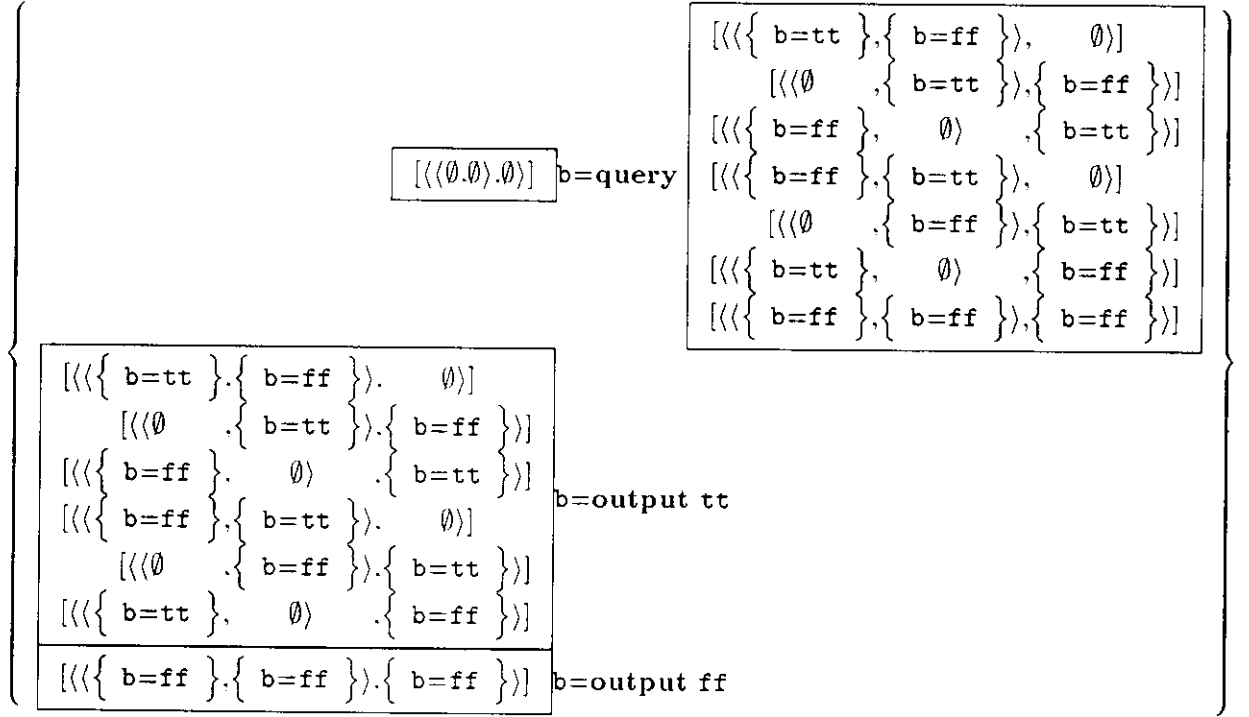 [⟨⟨{ b=tt },{ b=ff }⟩, ∅⟩]
[⟨⟨∅ ,{ b=tt }⟩,{ b=ff }⟩]
[⟨⟨{ b=ff }, ∅⟩ ,{ b=tt }⟩]
[⟨⟨∅.∅⟩.∅⟩] b=query [⟨⟨{ b=ff },{ b=tt }⟩, ∅⟩]
[⟨⟨∅ .{ b=ff }⟩.{ b=tt }⟩]
[⟨⟨{ b=tt }, ∅⟩ ,{ b=ff }⟩]
[⟨⟨{ b=ff },{ b=ff }⟩,{ b=ff }⟩]
[⟨⟨{ b=tt }.{ b=ff }⟩. ∅⟩]
[⟨⟨∅ .{ b=tt }⟩.{ b=ff }⟩]
[⟨⟨{ b=ff }. ∅⟩ .{ b=tt }⟩]
b=output tt
[⟨⟨{ b=ff }.{ b=tt }⟩. ∅⟩]
[⟨⟨∅ .{ b=ff }⟩.{ b=tt }⟩]
[⟨⟨{ b=tt }, ∅⟩ .{ b=ff }⟩]
[⟨⟨{ b=ff }.{ b=ff }⟩.{ b=ff }⟩] b=output ff